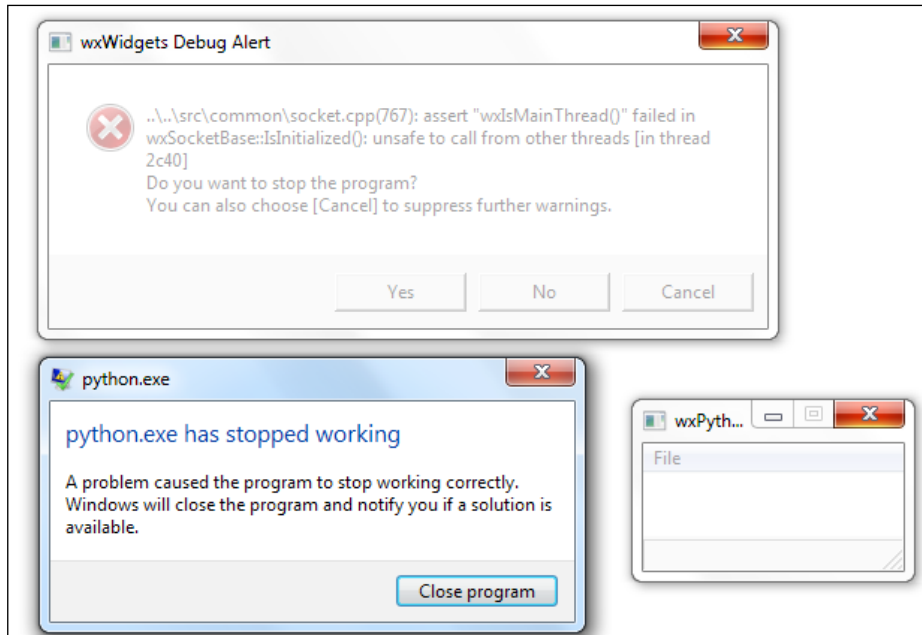 wxWidgets Debug Alert
..\..\src\common\socket.cpp(767): assert "wxIsMainThread()" failed in
wxSocketBase::IsInitialized(): unsafe to call from other threads [in thread
2c40]
Do you want to stop the program?
You can also choose [Cancel] to suppress further warnings.
Yes No Cancel
python.exe
python.exe has stopped working
A problem caused the program to stop working correctly.
Windows will close the program and notify you if a solution is
available.
Close program
wxPyth...
File